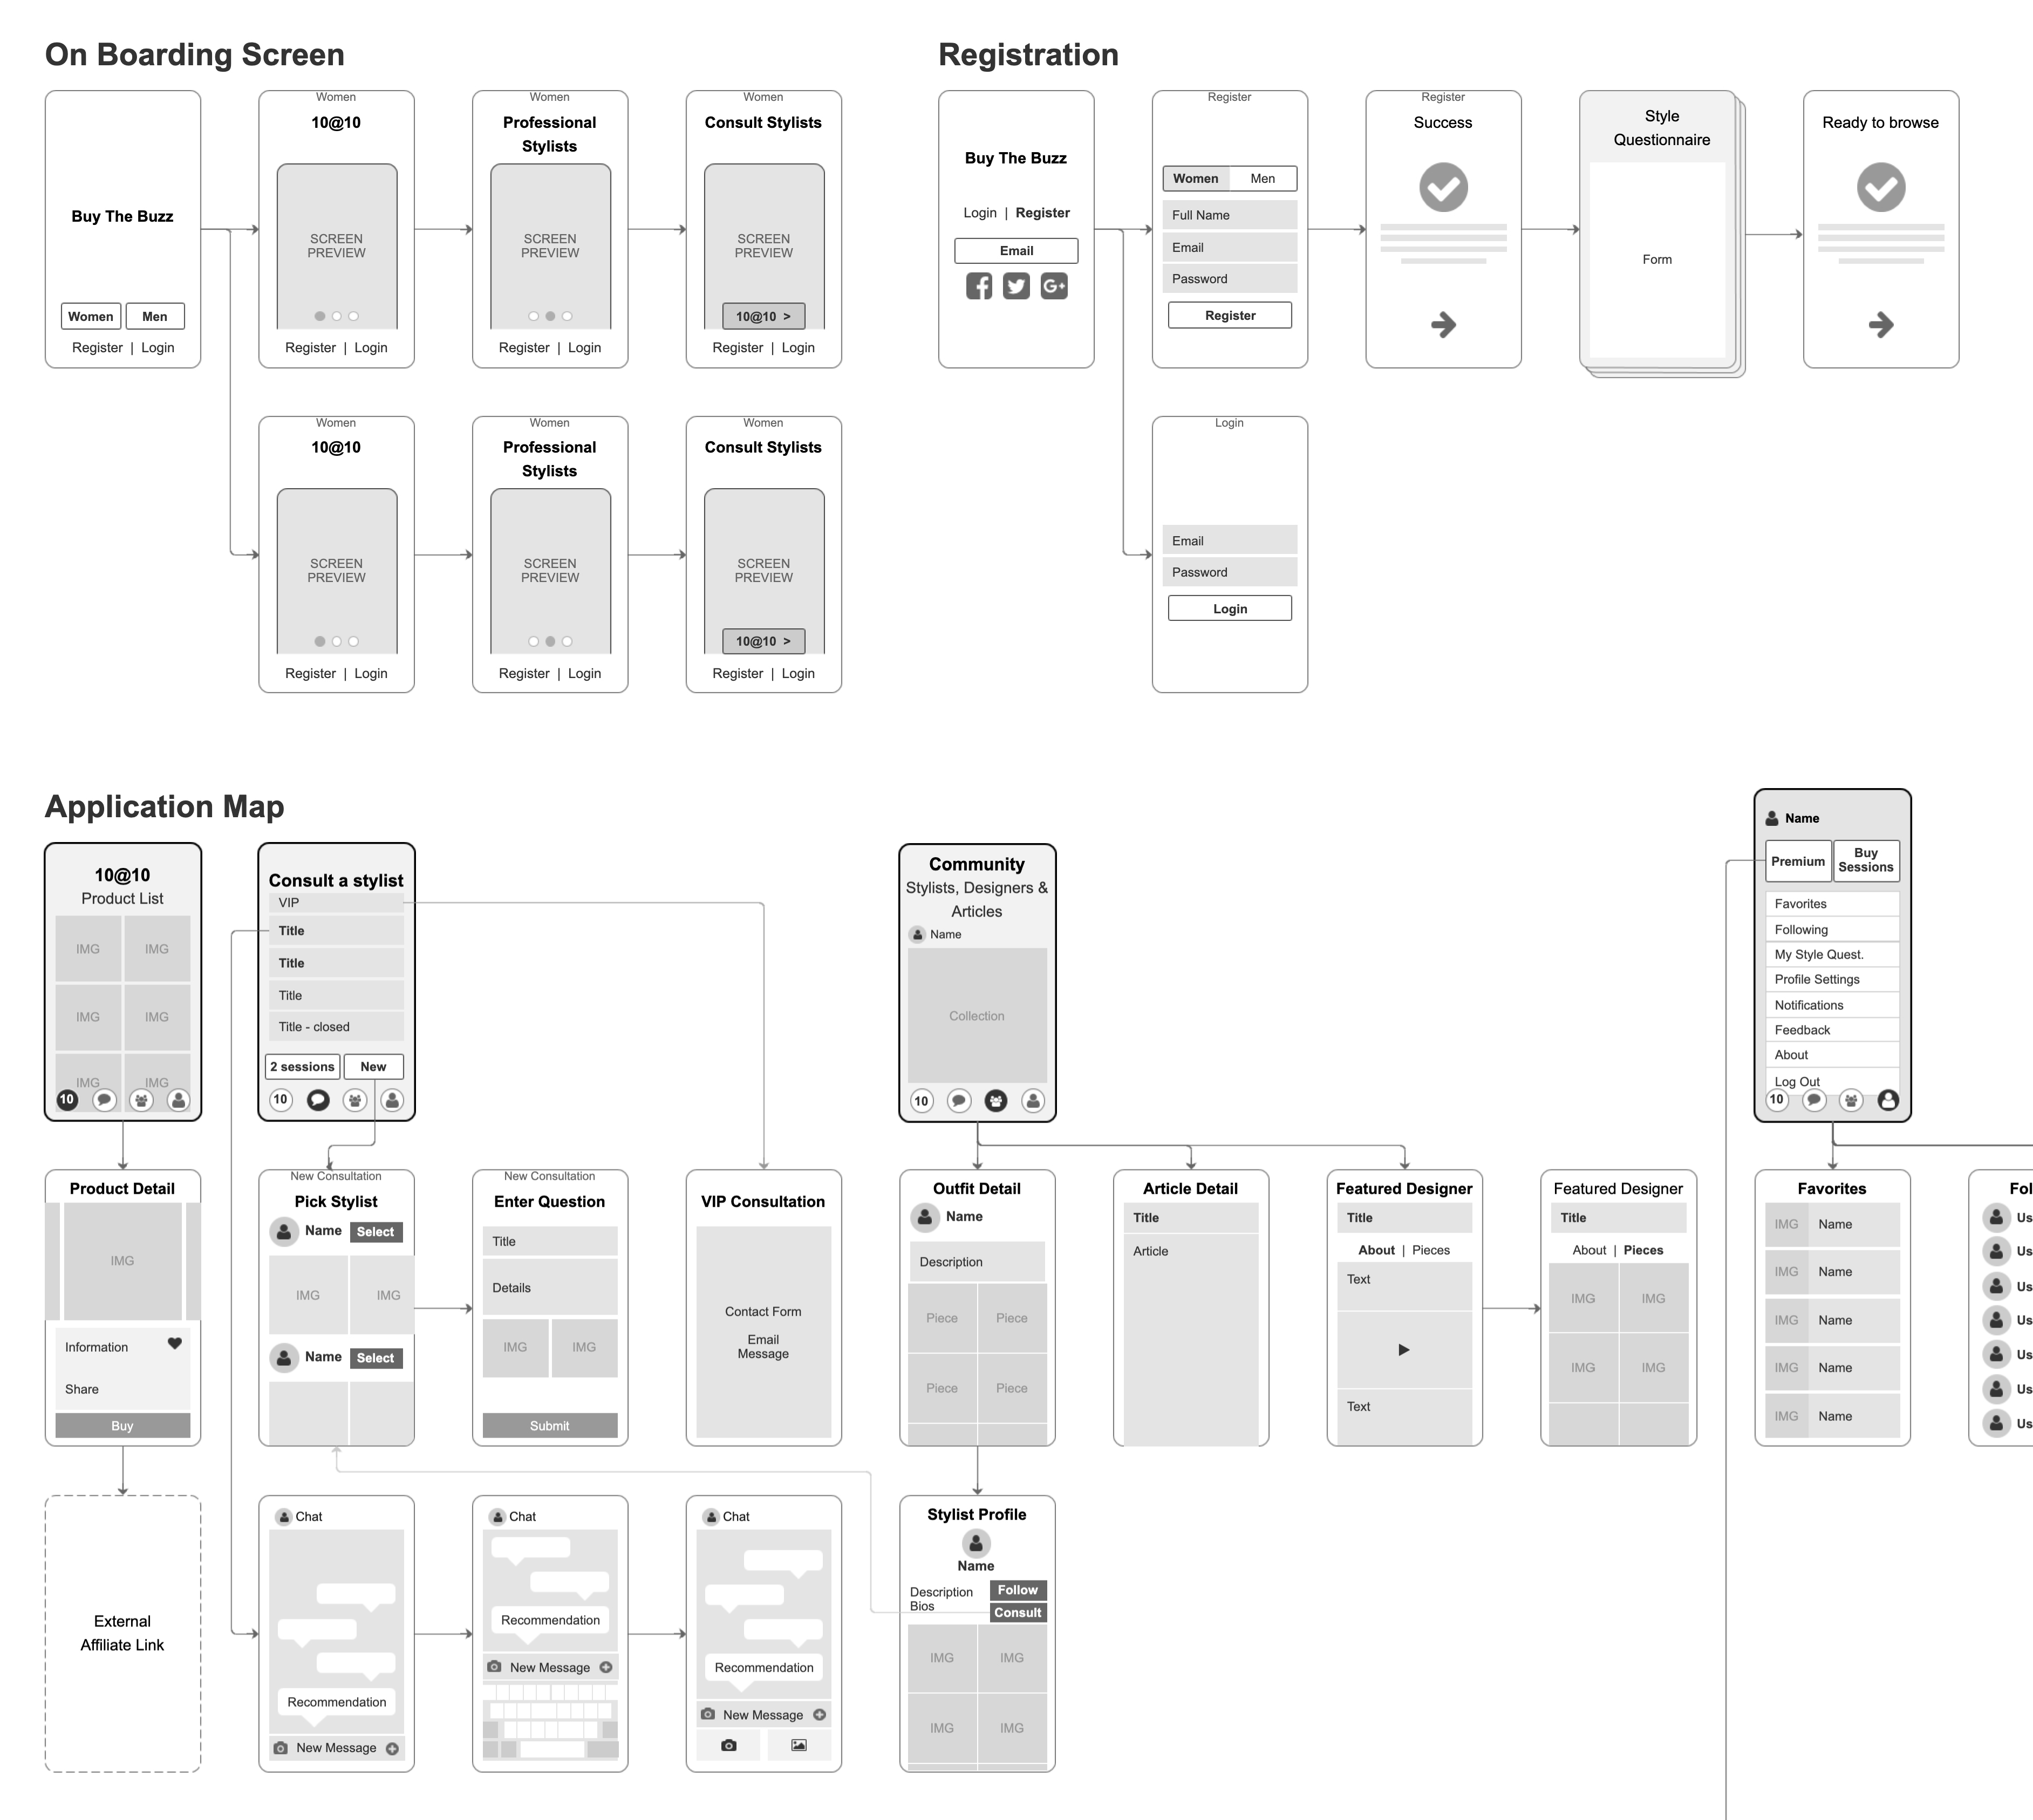 On Boarding Screen
Buy The Buzz
Women
Men
Register | Login
Women
10@10
SCREEN
PREVIEW
Register | Login
Women
Professional
Stylists
SCREEN
PREVIEW
Register | Login
Women
Consult Stylists
SCREEN
PREVIEW
10@10 >
Register | Login
Women
10@10
SCREEN
PREVIEW
Register | Login
Women
Professional
Stylists
SCREEN
PREVIEW
Register | Login
Women
Consult Stylists
SCREEN
PREVIEW
10@10 >
Register | Login
Registration
Buy The Buzz
Login | Register
Email
Register
Women
Men
Full Name
Email
Password
Register
Register
Success
Style
Questionnaire
Form
Ready to browse
Login
Email
Password
Login
Application Map
10@10
Product List
IMG
IMG
IMG
IMG
IMG
IMG
10
Consult a stylist
VIP
Title
Title
Title
Title - closed
2 sessions
New
10
Community
Stylists, Designers &
Articles
Name
Collection
10
Name
Premium
Buy
Sessions
Favorites
Following
My Style Quest.
Profile Settings
Notifications
Feedback
About
Log Out
10
Product Detail
IMG
Information
Share
Buy
New Consultation
Pick Stylist
Name
Select
IMG
IMG
Name
Select
New Consultation
Enter Question
Title
Details
IMG
IMG
Submit
VIP Consultation
Contact Form
Email
Message
Outfit Detail
Name
Description
Piece
Piece
Piece
Piece
Article Detail
Title
Article
Featured Designer
Title
About | Pieces
Text
Text
Featured Designer
Title
About | Pieces
IMG
IMG
IMG
IMG
Favorites
IMG
Name
IMG
Name
IMG
Name
IMG
Name
IMG
Name
Fol
Us
Us
Us
Us
Us
Us
Us
External
Affiliate Link
Chat
Recommendation
New Message
Chat
Recommendation
New Message
Chat
Recommendation
New Message
Stylist Profile
Name
Description
Bios
Follow
Consult
IMG
IMG
IMG
IMG